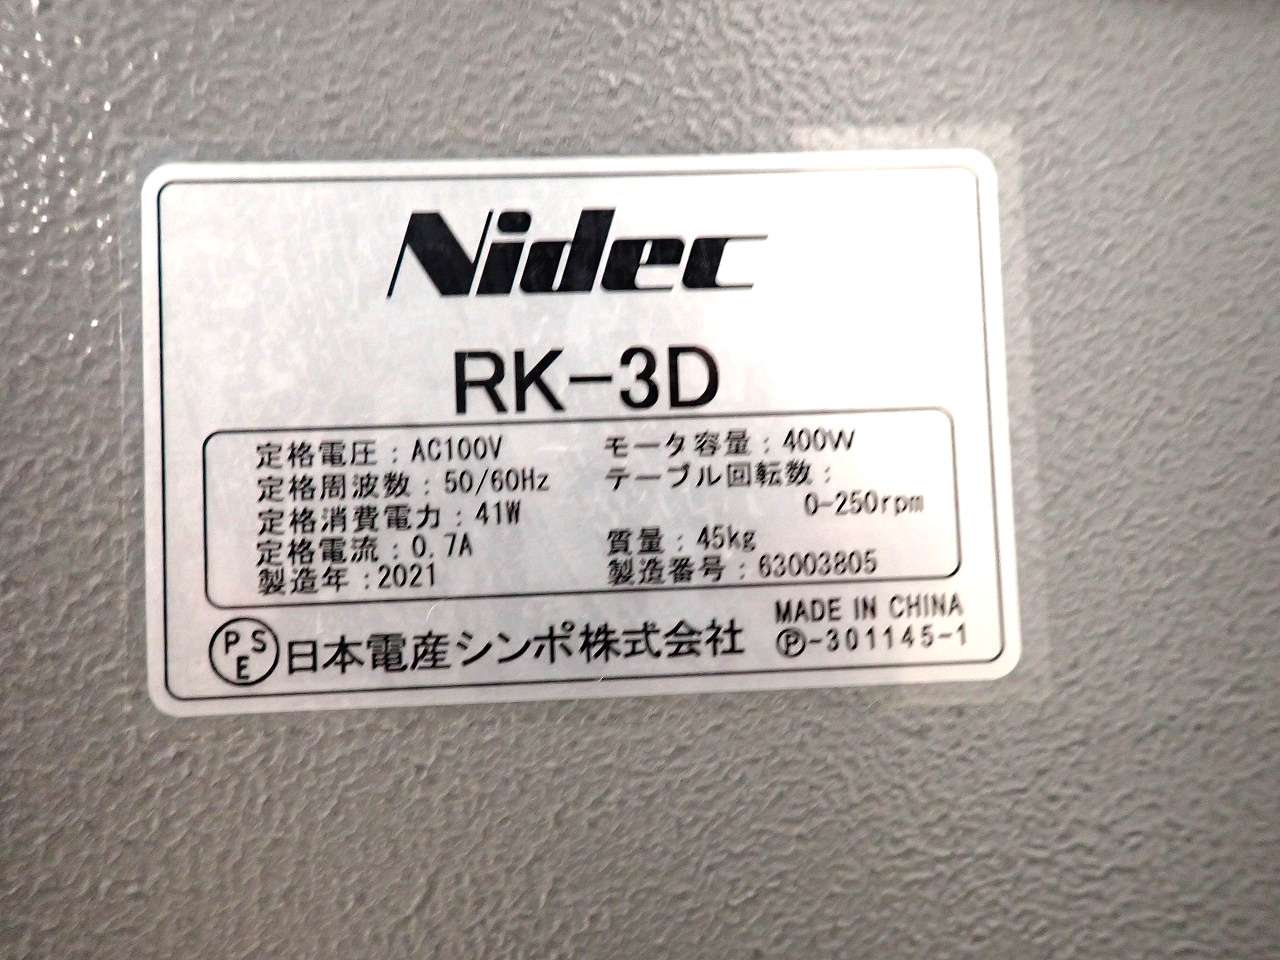 Nidec
RK-3D
定格電圧：AC100V
定格周波数：50/60Hz
定格消費電力：41W
定格電流：0.7A
製造年：2021
モータ容量：400W
テーブル回転数：
0-250rpm
質量：45kg
製造番号：63003805
PSE
日本電産シンポ株式会社
MADE IN CHINA
Ⓟ-301145-1